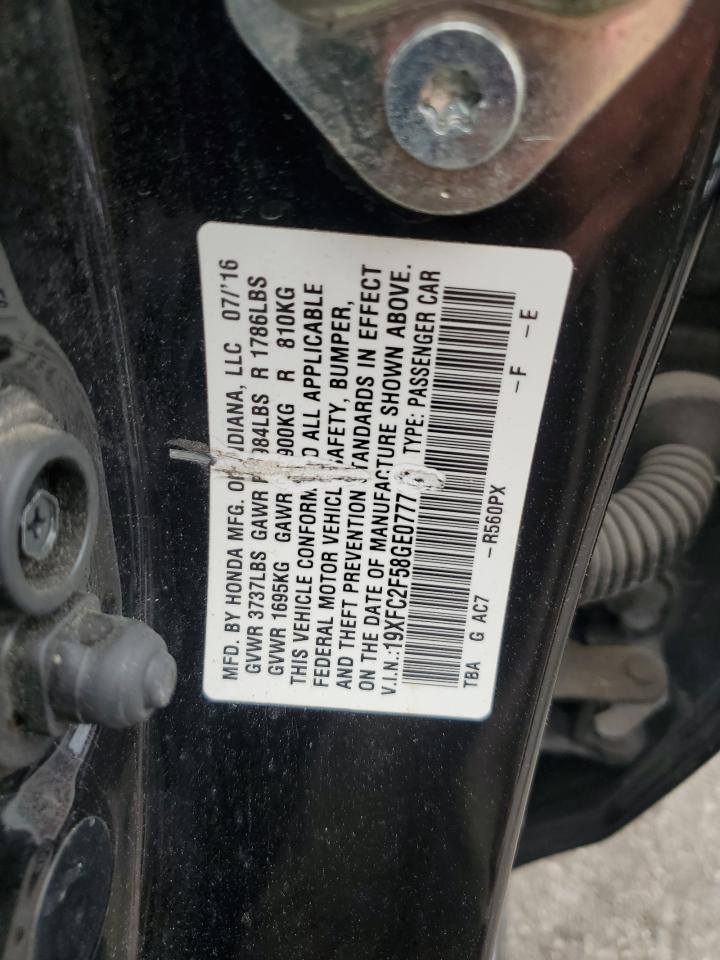 MFD. BY HONDA MFG. OF INDIANA, LLC 07/'16
GVWR 3737LBS GAWR F 1984LBS R 1786LBS
GVWR 1695KG GAWR F 900KG R 810KG
THIS VEHICLE CONFORMS TO ALL APPLICABLE
FEDERAL MOTOR VEHICLE SAFETY, BUMPER,
AND THEFT PREVENTION STANDARDS IN EFFECT
ON THE DATE OF MANUFACTURE SHOWN ABOVE.
V.I.N.:19XFC2F58GE0777 TYPE: PASSENGER CAR
TBA G AC7 -R560PX -F -E